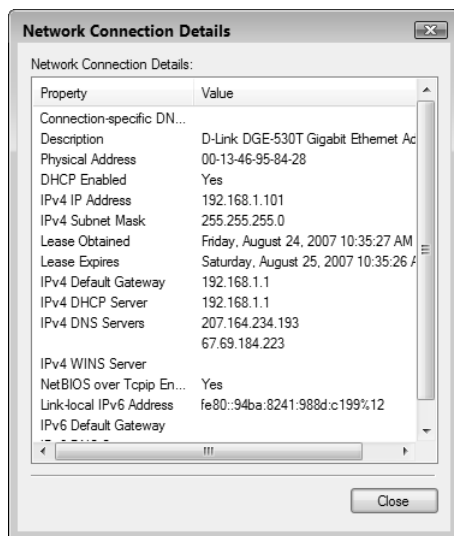 Network Connection Details
Network Connection Details:
Property Value
Connection-specific DN...
Description D-Link DGE-530T Gigabit Ethernet Ac
Physical Address 00-13-46-95-84-28
DHCP Enabled Yes
IPv4 IP Address 192.168.1.101
IPv4 Subnet Mask 255.255.255.0
Lease Obtained Friday, August 24, 2007 10:35:27 AM
Lease Expires Saturday, August 25, 2007 10:35:26 A
IPv4 Default Gateway 192.168.1.1
IPv4 DHCP Server 192.168.1.1
IPv4 DNS Servers 207.164.234.193
67.69.184.223
IPv4 WINS Server
NetBIOS over Tcpip En... Yes
Link-local IPv6 Address fe80::94ba:8241:988d:c199%12
IPv6 Default Gateway
Close